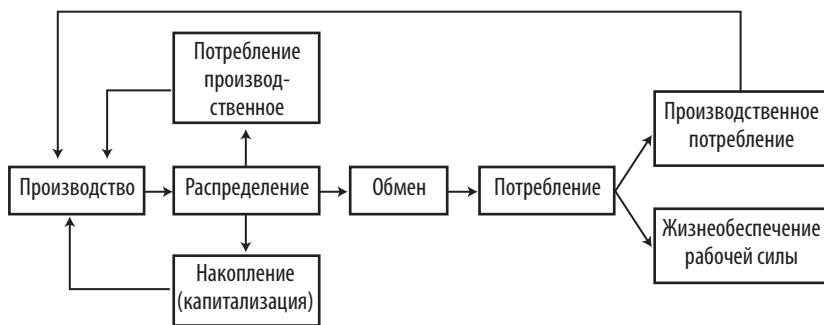 Потребление
производ-
ственное
Производственное
потребление
Производство
Распределение
Обмен
Потребление
Жизнеобеспечение
рабочей силы
Накопление
(капитализация)